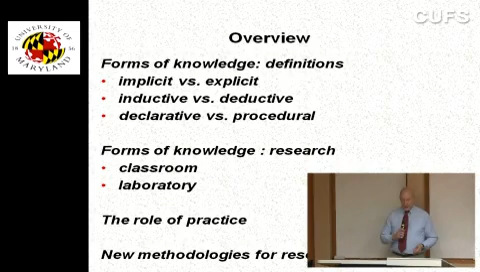 CUFS
UNIVERSITY OF
18 56
MARYLAND
Overview
Forms of knowledge: definitions
• implicit vs. explicit
• inductive vs. deductive
• declarative vs. procedural
Forms of knowledge : research
• classroom
• laboratory
The role of practice
New methodologies for